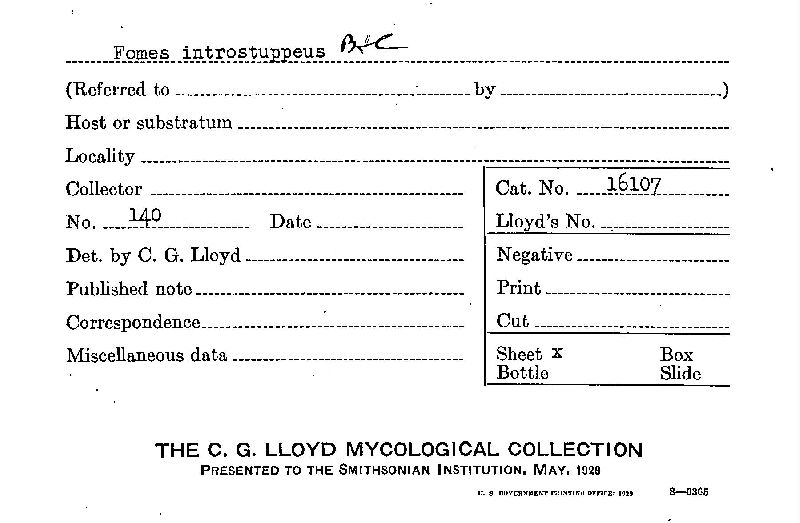 Fomes introstuppeus B&C
(Referred to by )
Host or substratum
Locality
Collector
No. 140 Date
Det. by C. G. Lloyd
Published note
Correspondence
Miscellaneous data
Cat. No. 16107
Lloyd's No.
Negative
Print
Cut
Sheet x Box
Bottle Slide
THE C. G. LLOYD MYCOLOGICAL COLLECTION
PRESENTED TO THE SMITHSONIAN INSTITUTION, MAY, 1928
U. S. GOVERNMENT PRINTING OFFICE: 1929 8—0365